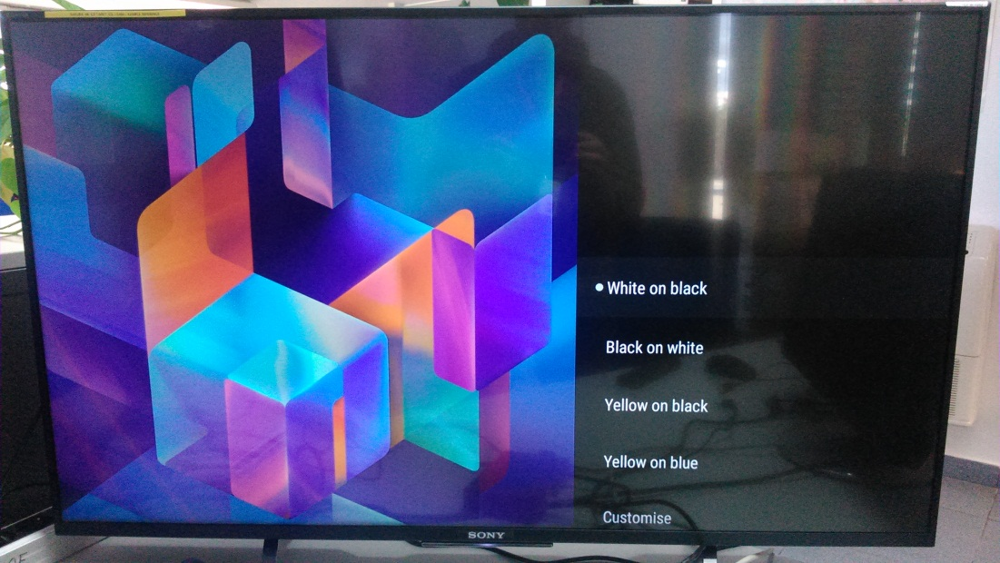 White on black
Black on white
Yellow on black
Yellow on blue
Customise
SONY